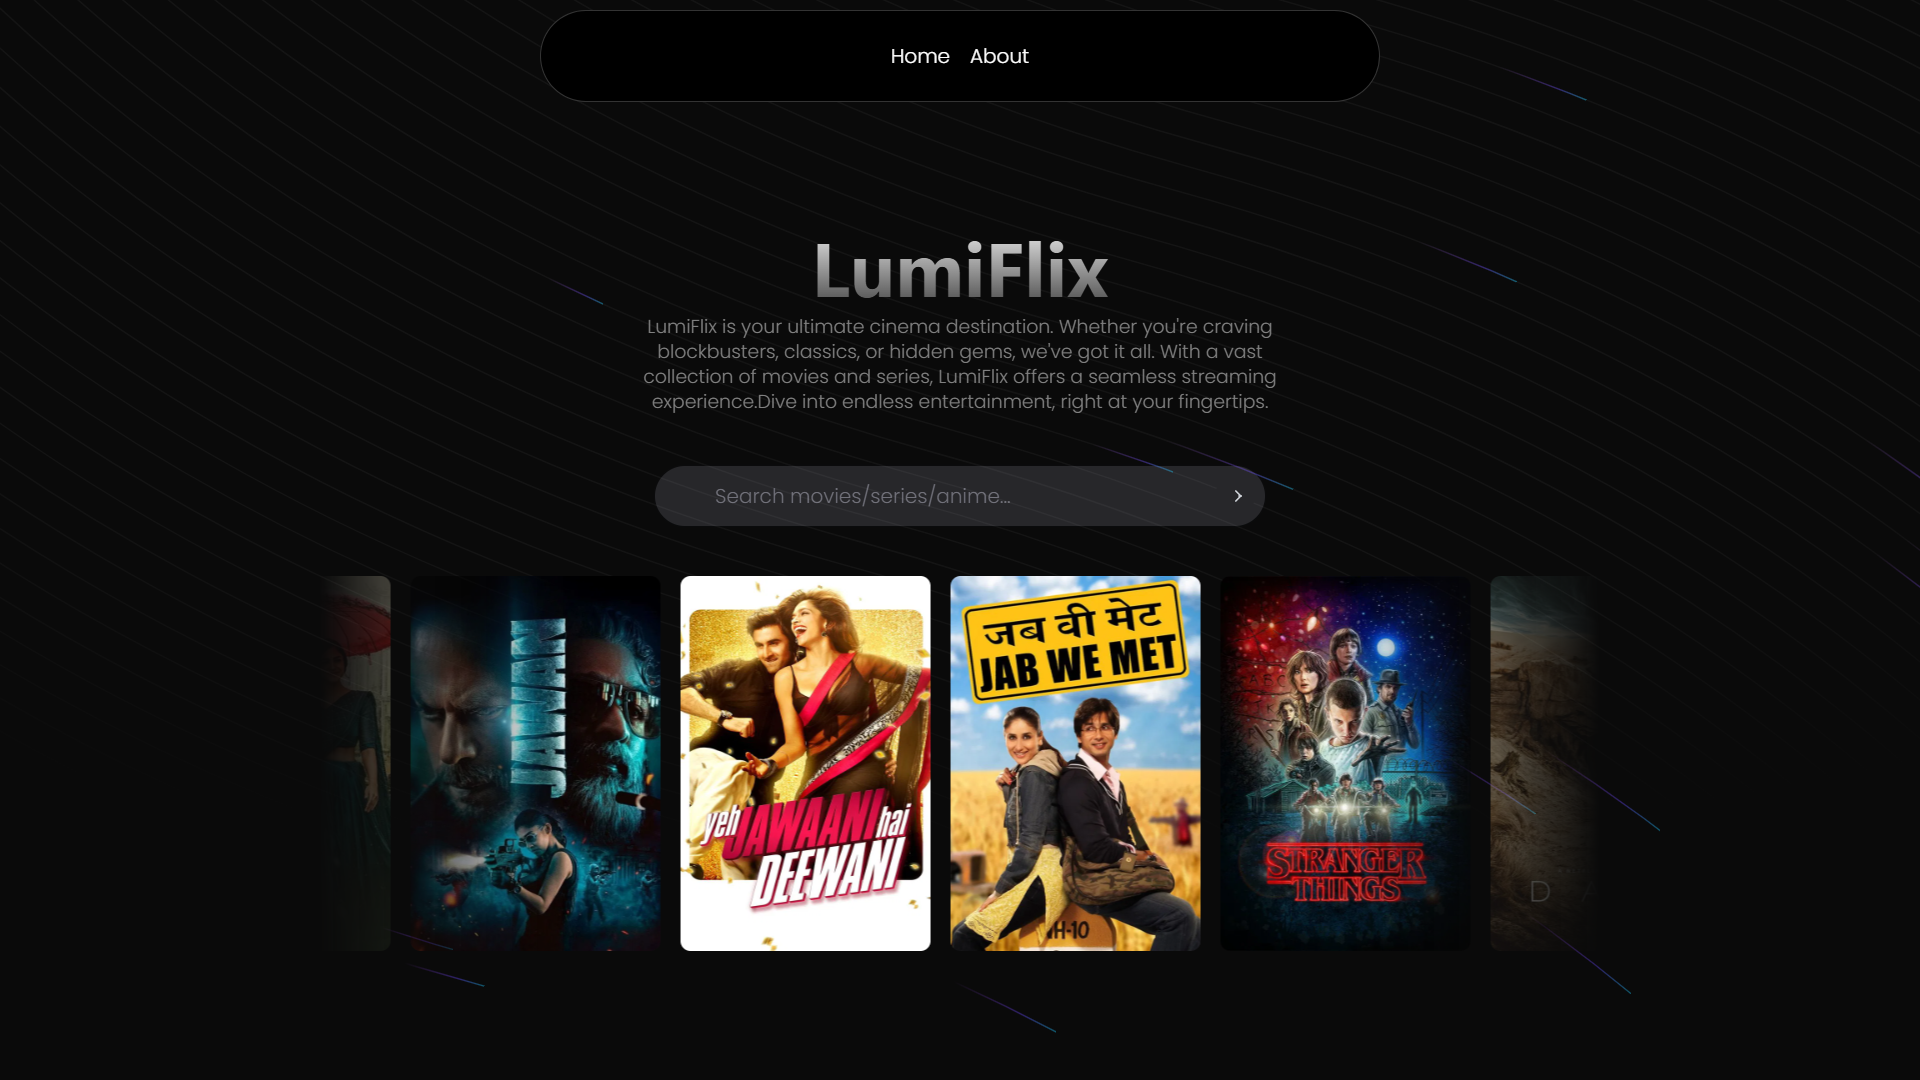 Home About
LumiFlix
LumiFlix is your ultimate cinema destination. Whether you're craving
blockbusters, classics, or hidden gems, we've got it all. With a vast
collection of movies and series, LumiFlix offers a seamless streaming
experience.Dive into endless entertainment, right at your fingertips.
Search movies/series/anime...
JAWAN
yeh JAWAANI hai
DEEWANI
जब वी मेट
JAB WE MET
H-10
ABC
STRANGER
THINGS
D